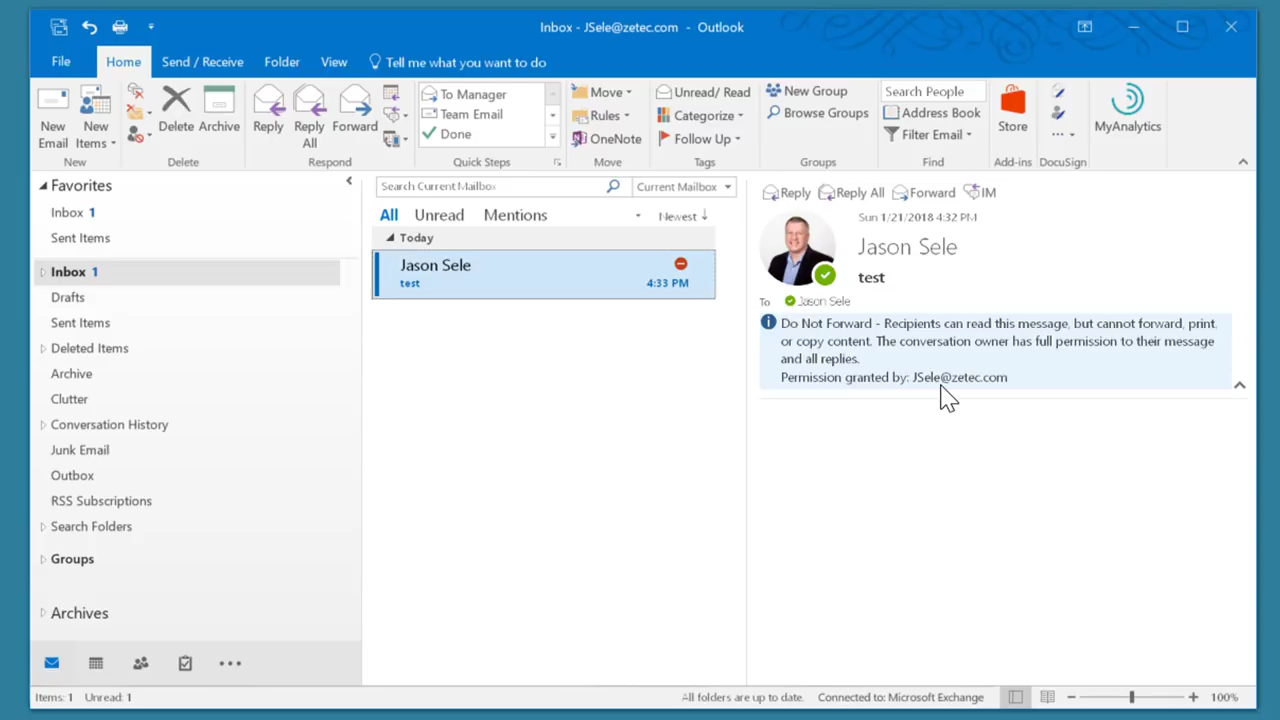 Inbox - JSele@zetec.com - Outlook
File Home Send / Receive Folder View Tell me what you want to do
New Email
New Items
Delete
Archive
Reply
Reply All
Forward
To Manager
Team Email
Done
Move
Rules
OneNote
Unread/ Read
Categorize
Follow Up
New Group
Browse Groups
Search People
Address Book
Filter Email
Store
MyAnalytics
New Delete Respond Quick Steps Move Tags Groups Find Add-ins DocuSign
Favorites
Inbox 1
Sent Items
Inbox 1
Drafts
Sent Items
Deleted Items
Archive
Clutter
Conversation History
Junk Email
Outbox
RSS Subscriptions
Search Folders
Groups
Archives
Search Current Mailbox Current Mailbox
All Unread Mentions Newest
Today
Jason Sele
test 4:33 PM
Reply Reply All Forward IM
Sun 1/21/2018 4:32 PM
Jason Sele
test
To Jason Sele
Do Not Forward - Recipients can read this message, but cannot forward, print,
or copy content. The conversation owner has full permission to their message
and all replies.
Permission granted by: JSele@zetec.com
Items: 1 Unread: 1 All folders are up to date. Connected to: Microsoft Exchange 100%